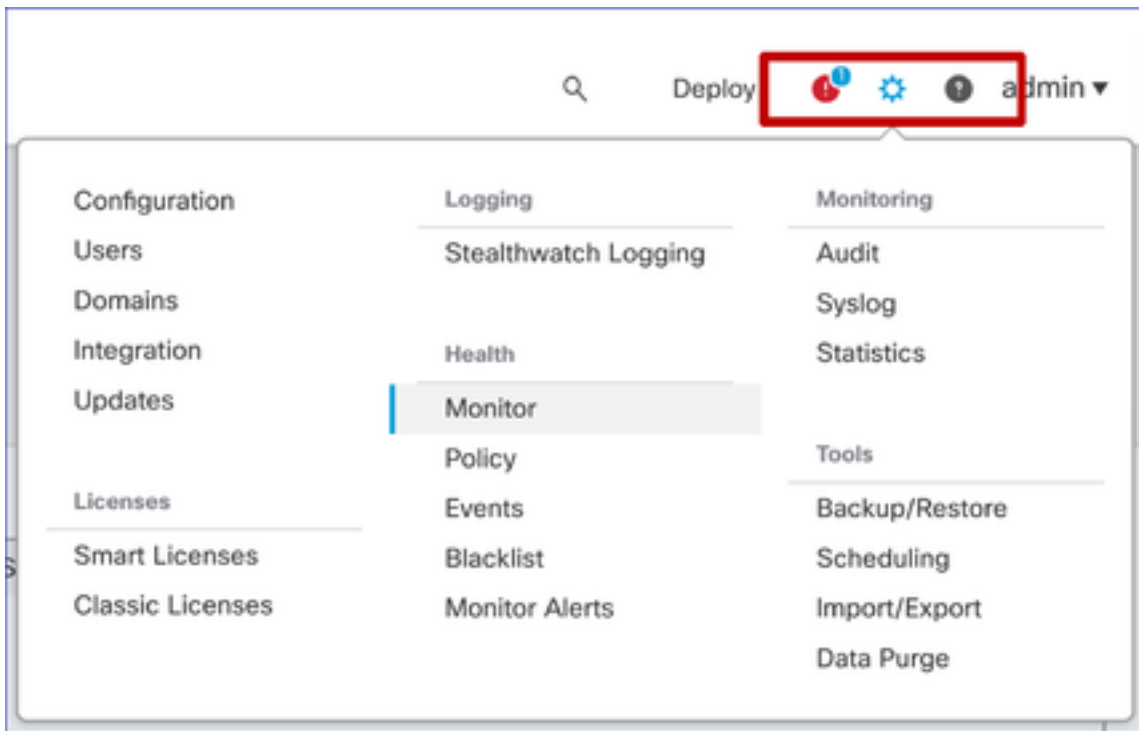 Deploy
1
!
?
admin
Configuration
Users
Domains
Integration
Updates
Licenses
Smart Licenses
Classic Licenses
Logging
Stealthwatch Logging
Health
Monitor
Policy
Events
Blacklist
Monitor Alerts
Monitoring
Audit
Syslog
Statistics
Tools
Backup/Restore
Scheduling
Import/Export
Data Purge
s